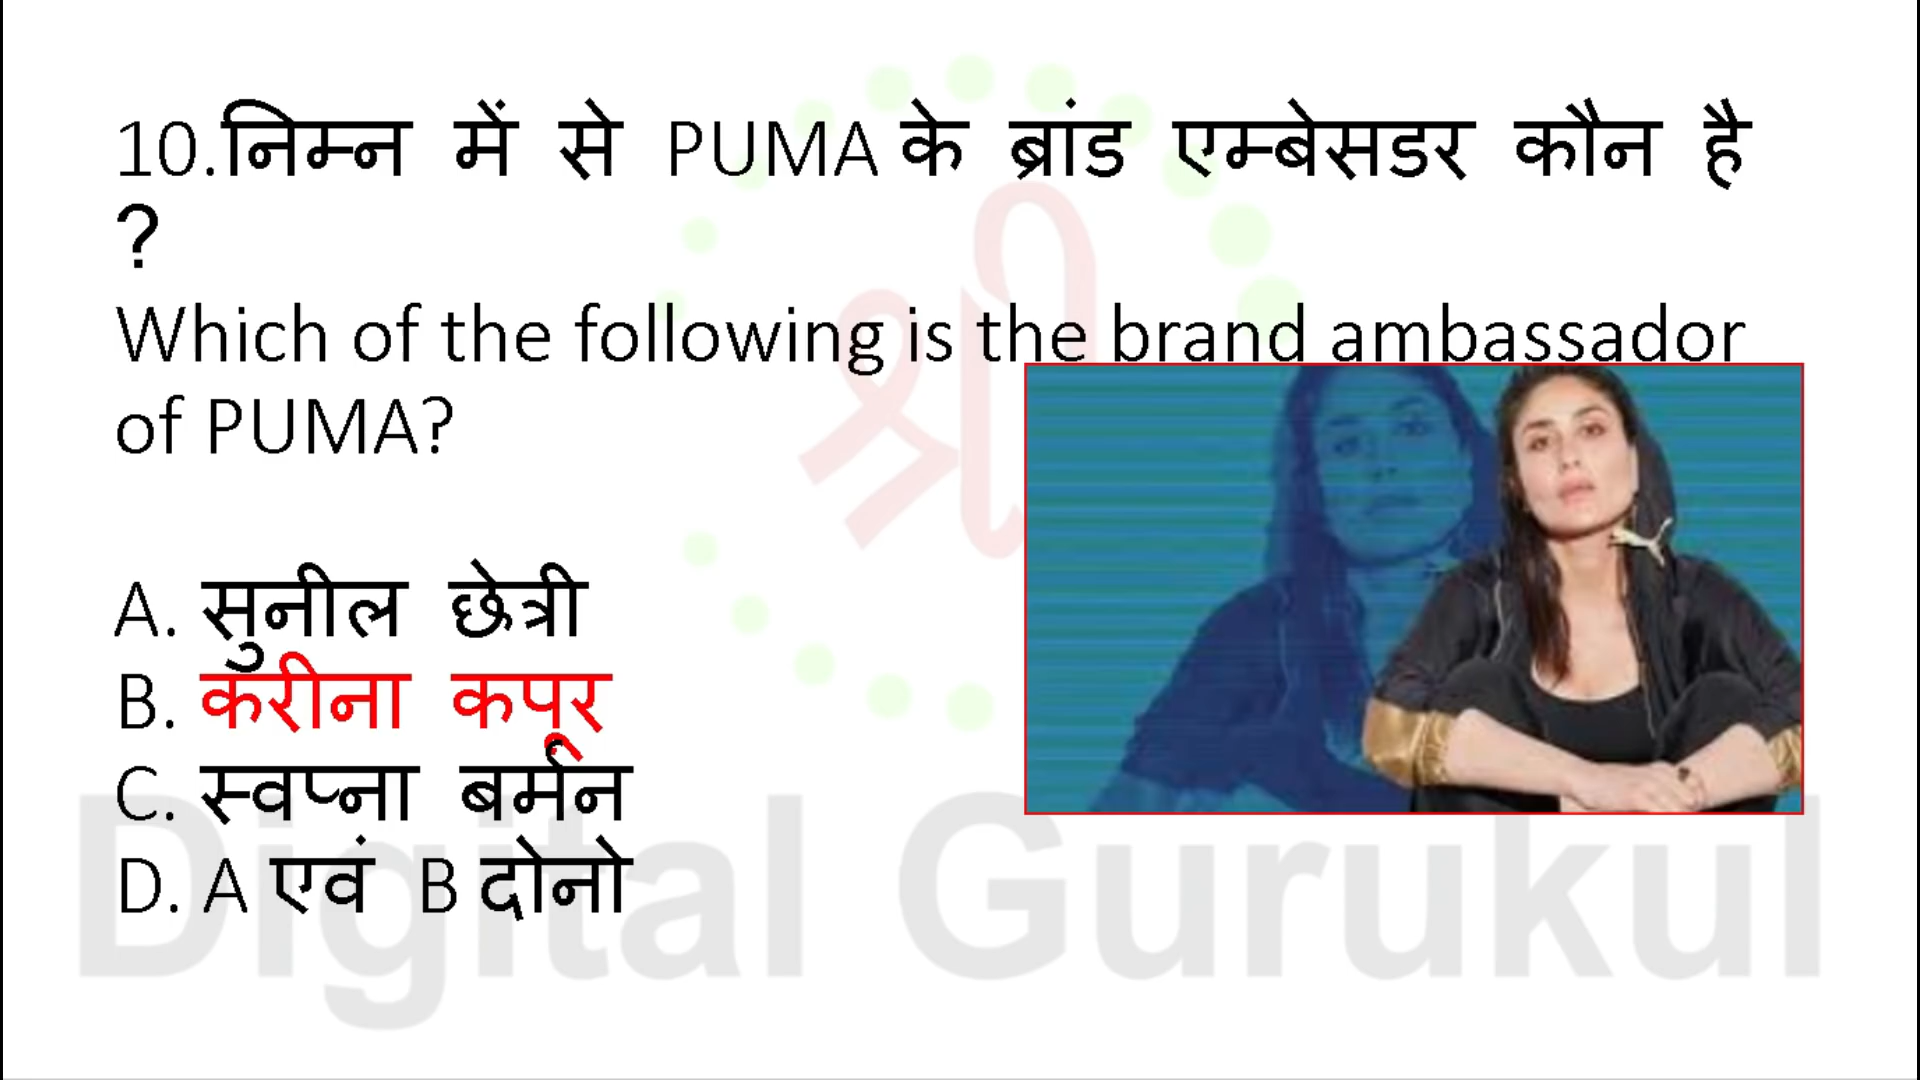 10.निम्न में से PUMA के ब्रांड एम्बेसडर कौन है
?
Which of the following is the brand ambassador
of PUMA?
A. सुनील छेत्री
B. करीना कपूर
C. स्वप्ना बर्मन
D. A एवं B दोनो
श्री
Digital Gurukul